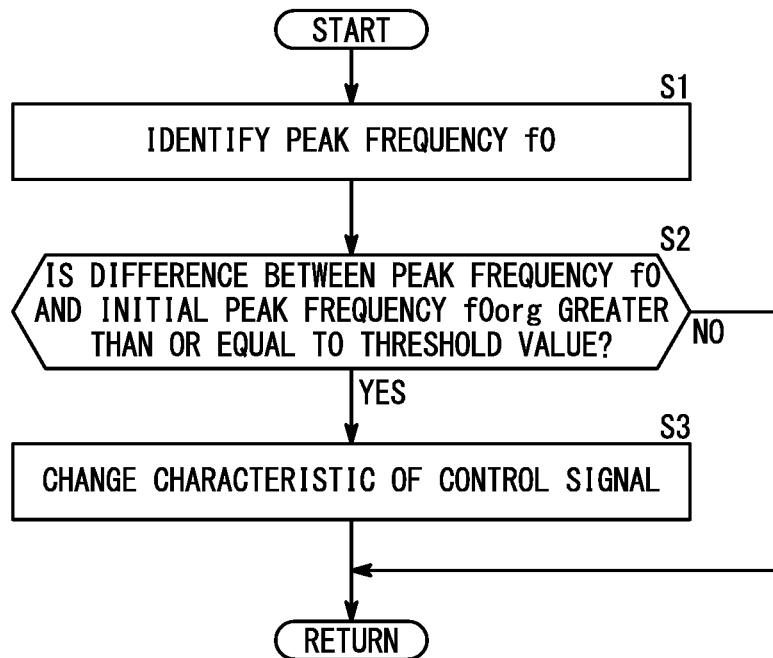 START
S1
IDENTIFY PEAK FREQUENCY f0
S2
IS DIFFERENCE BETWEEN PEAK FREQUENCY f0
AND INITIAL PEAK FREQUENCY f0org GREATER
THAN OR EQUAL TO THRESHOLD VALUE?
NO
YES
S3
CHANGE CHARACTERISTIC OF CONTROL SIGNAL
RETURN